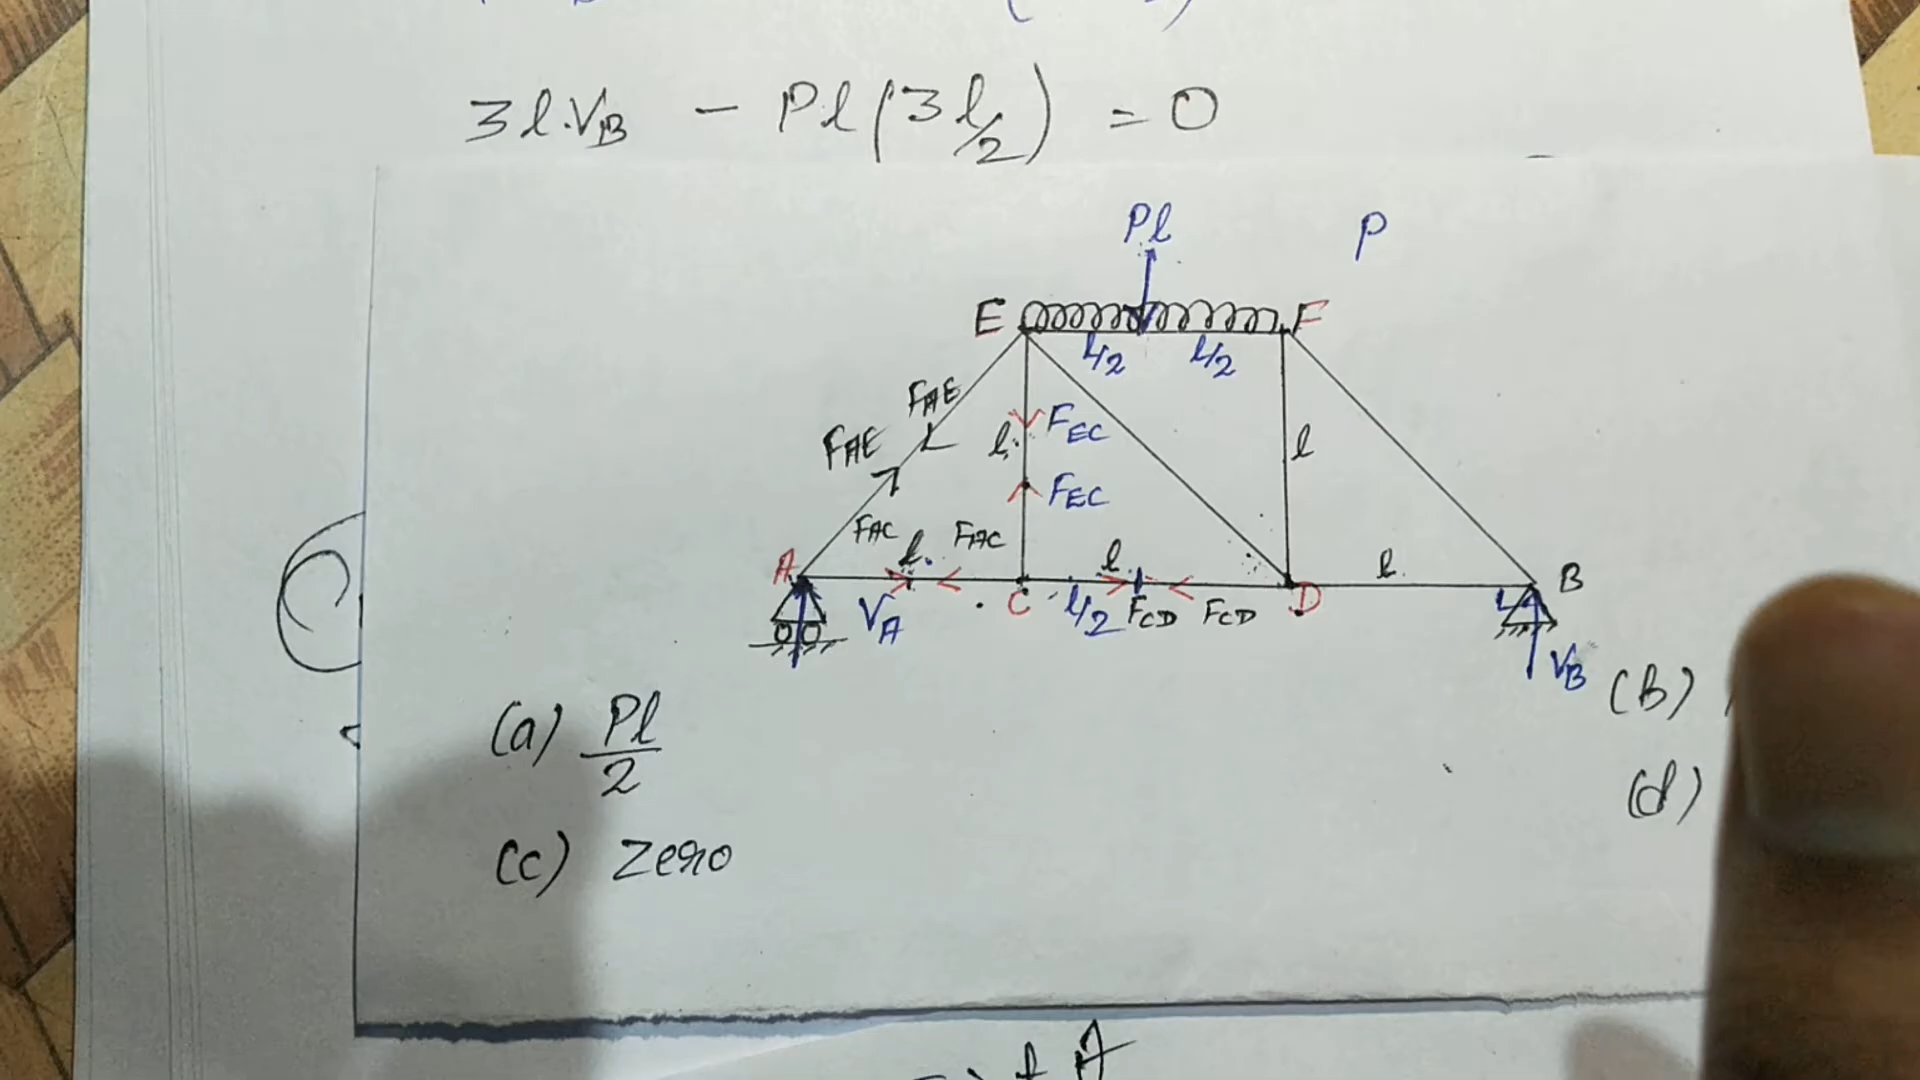 3l.VB - Pl(3l/2) = 0
Pl P
E F
l/2 l/2
FAE
FEC
FAE l l
FEC
FAC FAC
A l l l B
VA C l/2 FCD FCD D
VB
(a) Pl/2 (B)
(d)
(c) Zero